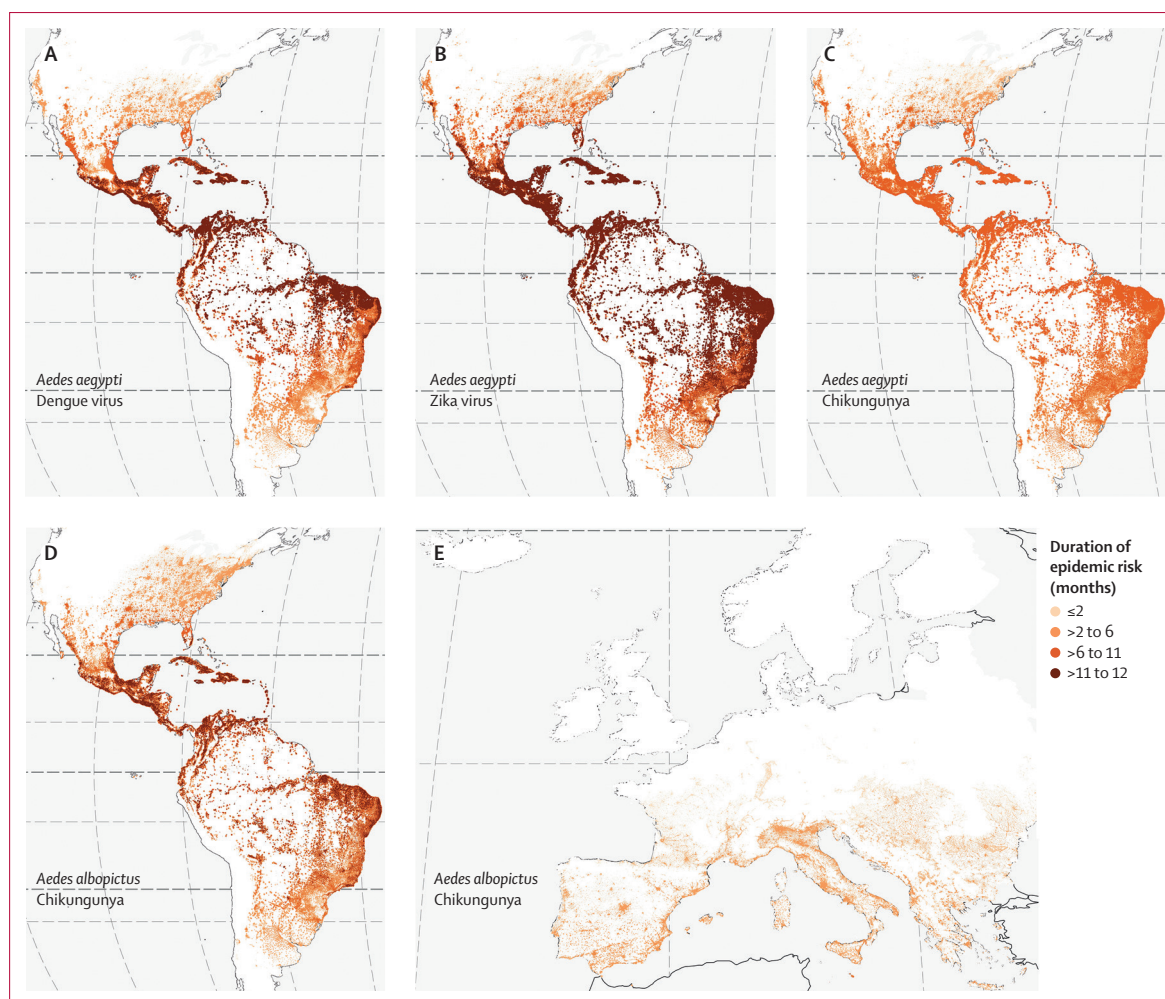 A
Aedes aegypti
Dengue virus
B
Aedes aegypti
Zika virus
C
Aedes aegypti
Chikungunya
D
Aedes albopictus
Chikungunya
E
Aedes albopictus
Chikungunya
Duration of
epidemic risk
(months)
≤2
>2 to 6
>6 to 11
>11 to 12